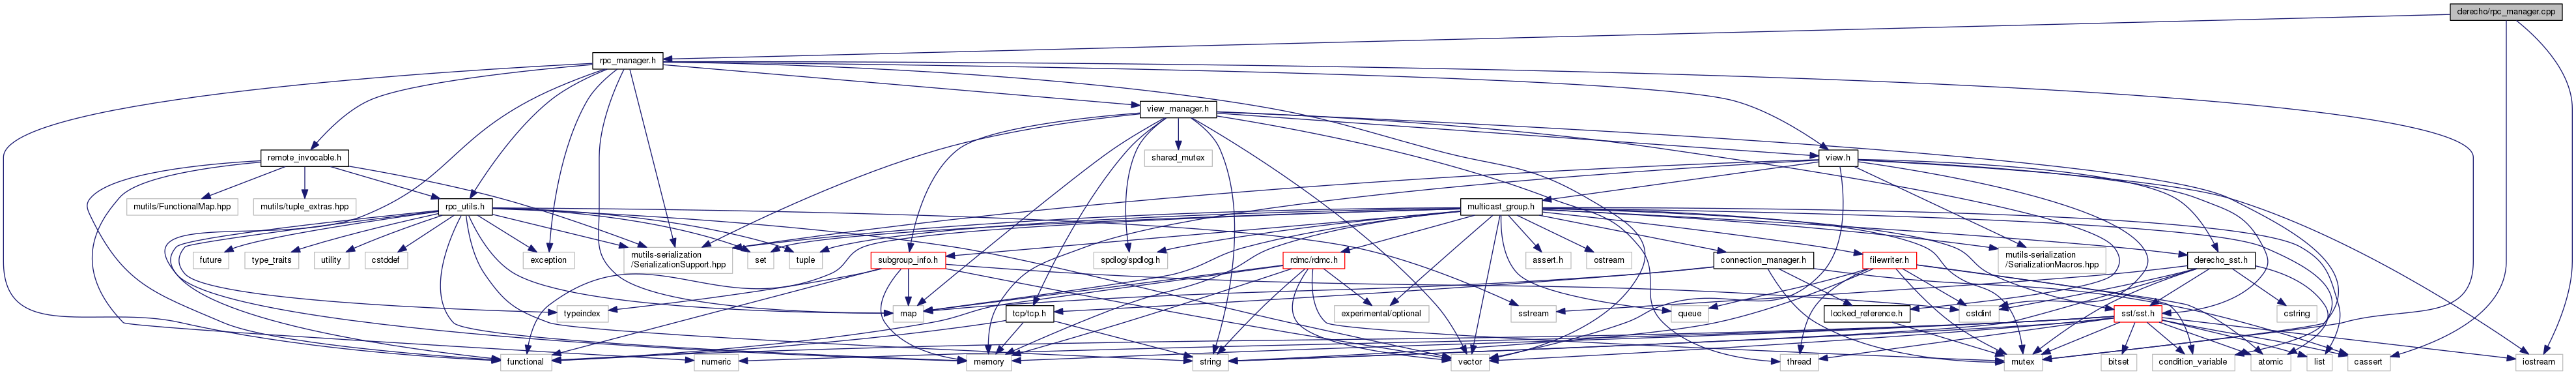 derecho/rpc_manager.cpp
rpc_manager.h
view_manager.h
remote_invocable.h
shared_mutex
view.h
mutils/FunctionalMap.hpp
mutils/tuple_extras.hpp
rpc_utils.h
multicast_group.h
future
type_traits
utility
cstddef
exception
mutils-serialization
/SerializationSupport.hpp
set
tuple
subgroup_info.h
spdlog/spdlog.h
rdmc/rdmc.h
assert.h
ostream
connection_manager.h
filewriter.h
mutils-serialization
/SerializationMacros.hpp
derecho_sst.h
typeindex
map
tcp/tcp.h
sstream
experimental/optional
queue
locked_reference.h
cstdint
sst/sst.h
cstring
functional
numeric
memory
string
vector
thread
mutex
bitset
condition_variable
atomic
list
cassert
iostream